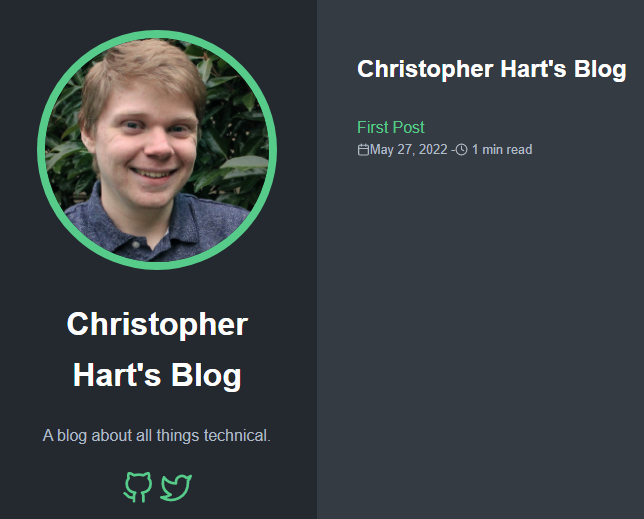 Christopher
Hart's Blog
A blog about all things technical.
Christopher Hart's Blog
First Post
May 27, 2022 - 1 min read